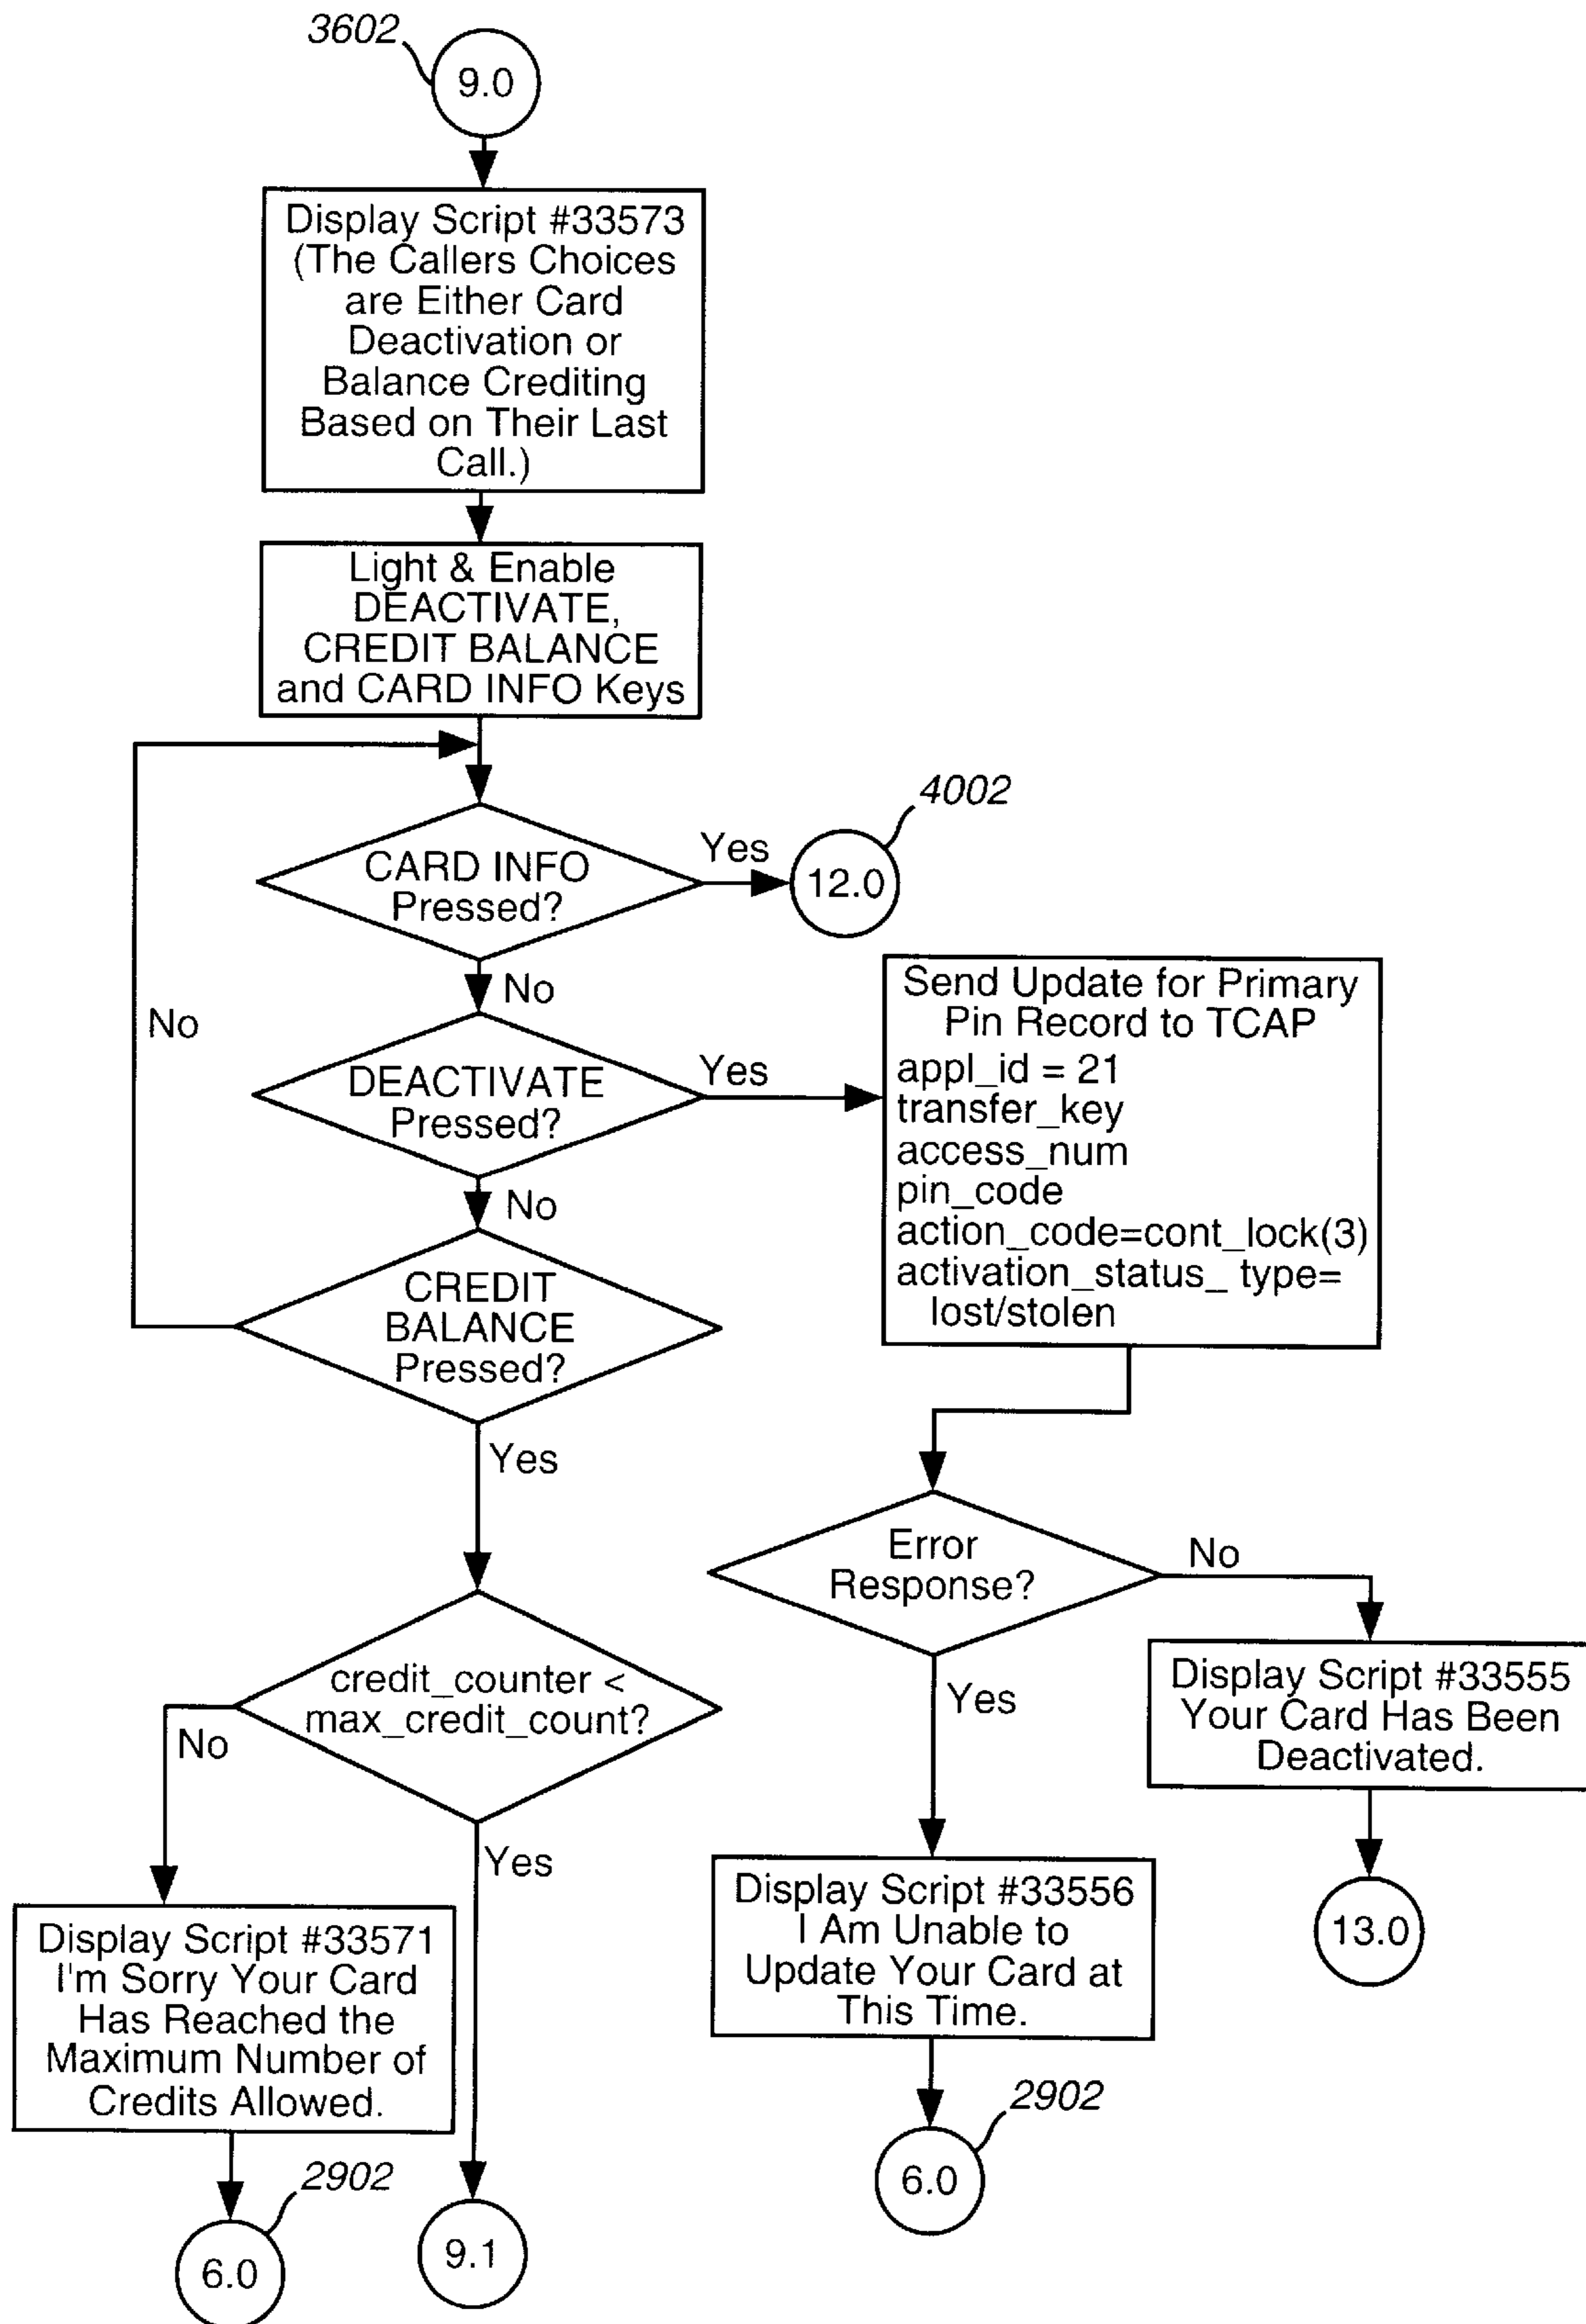 3602
9.0
Display Script #33573
(The Callers Choices
are Either Card
Deactivation or
Balance Crediting
Based on Their Last
Call.)
Light & Enable
DEACTIVATE,
CREDIT BALANCE
and CARD INFO Keys
4002
CARD INFO
Pressed?
Yes
12.0
No
No
DEACTIVATE
Pressed?
Yes
Send Update for Primary
Pin Record to TCAP
appl_id = 21
transfer_key
access_num
pin_code
action_code=cont_lock(3)
activation_status_ type=
lost/stolen
No
CREDIT
BALANCE
Pressed?
Yes
Error
Response?
No
Yes
Display Script #33555
Your Card Has Been
Deactivated.
13.0
credit_counter <
max_credit_count?
No
Yes
Display Script #33556
I Am Unable to
Update Your Card at
This Time.
2902
6.0
Display Script #33571
I'm Sorry Your Card
Has Reached the
Maximum Number of
Credits Allowed.
2902
6.0
9.1